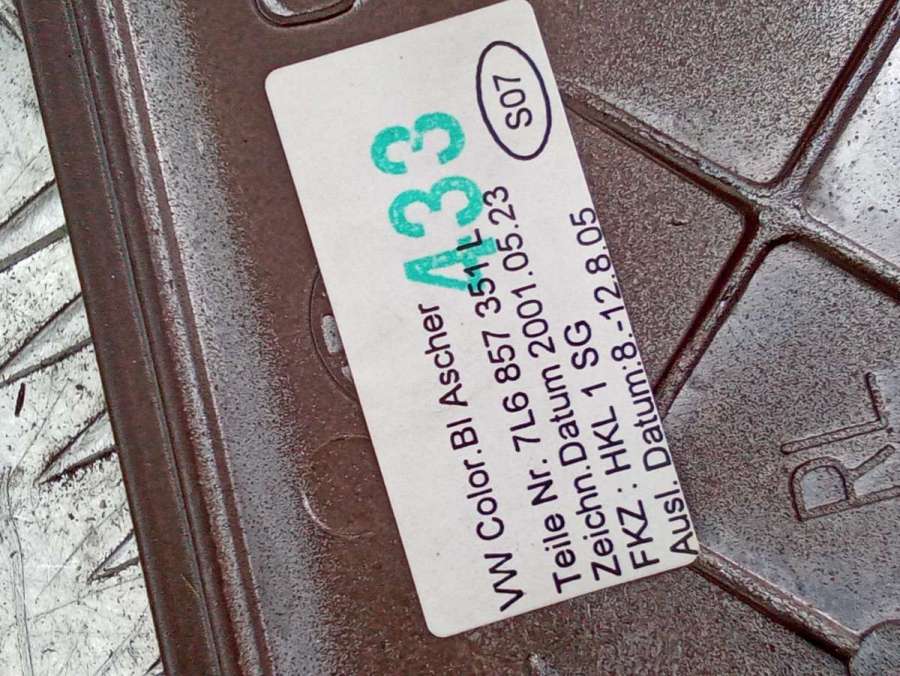 VW Color.Bl Ascher
Teile Nr. 7L6 857 351 L
Zeichn.Datum 2001.05.23
FKZ : HKL 1 SG
Ausl. Datum:8.-12.8.05
S07
433
RL